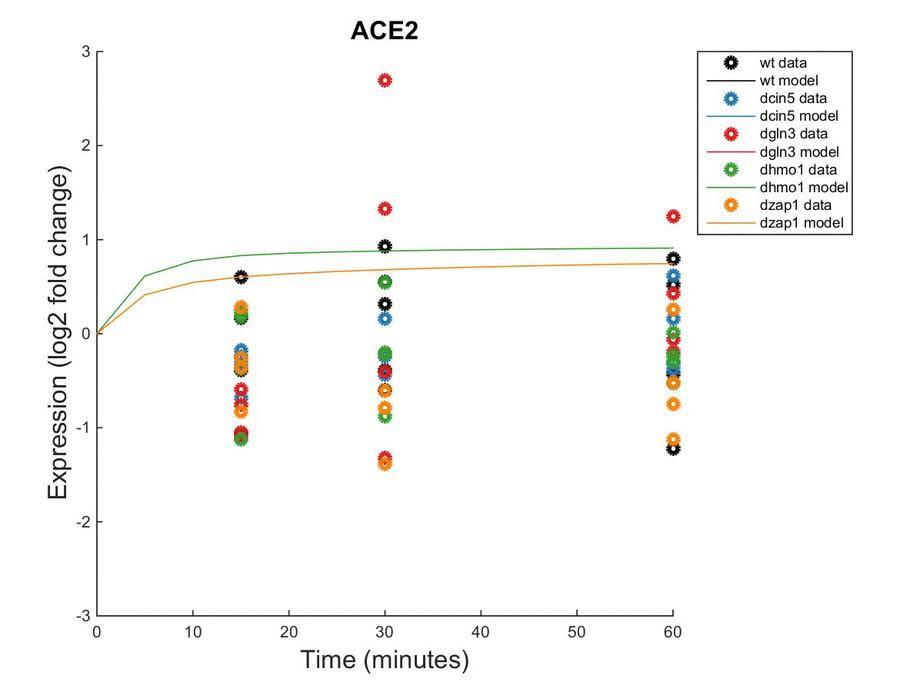 ACE2
Expression (log2 fold change)
3
2
1
0
-1
-2
-3
0 10 20 30 40 50 60
Time (minutes)
wt data
wt model
dcin5 data
dcin5 model
dgln3 data
dgln3 model
dhmo1 data
dhmo1 model
dzap1 data
dzap1 model